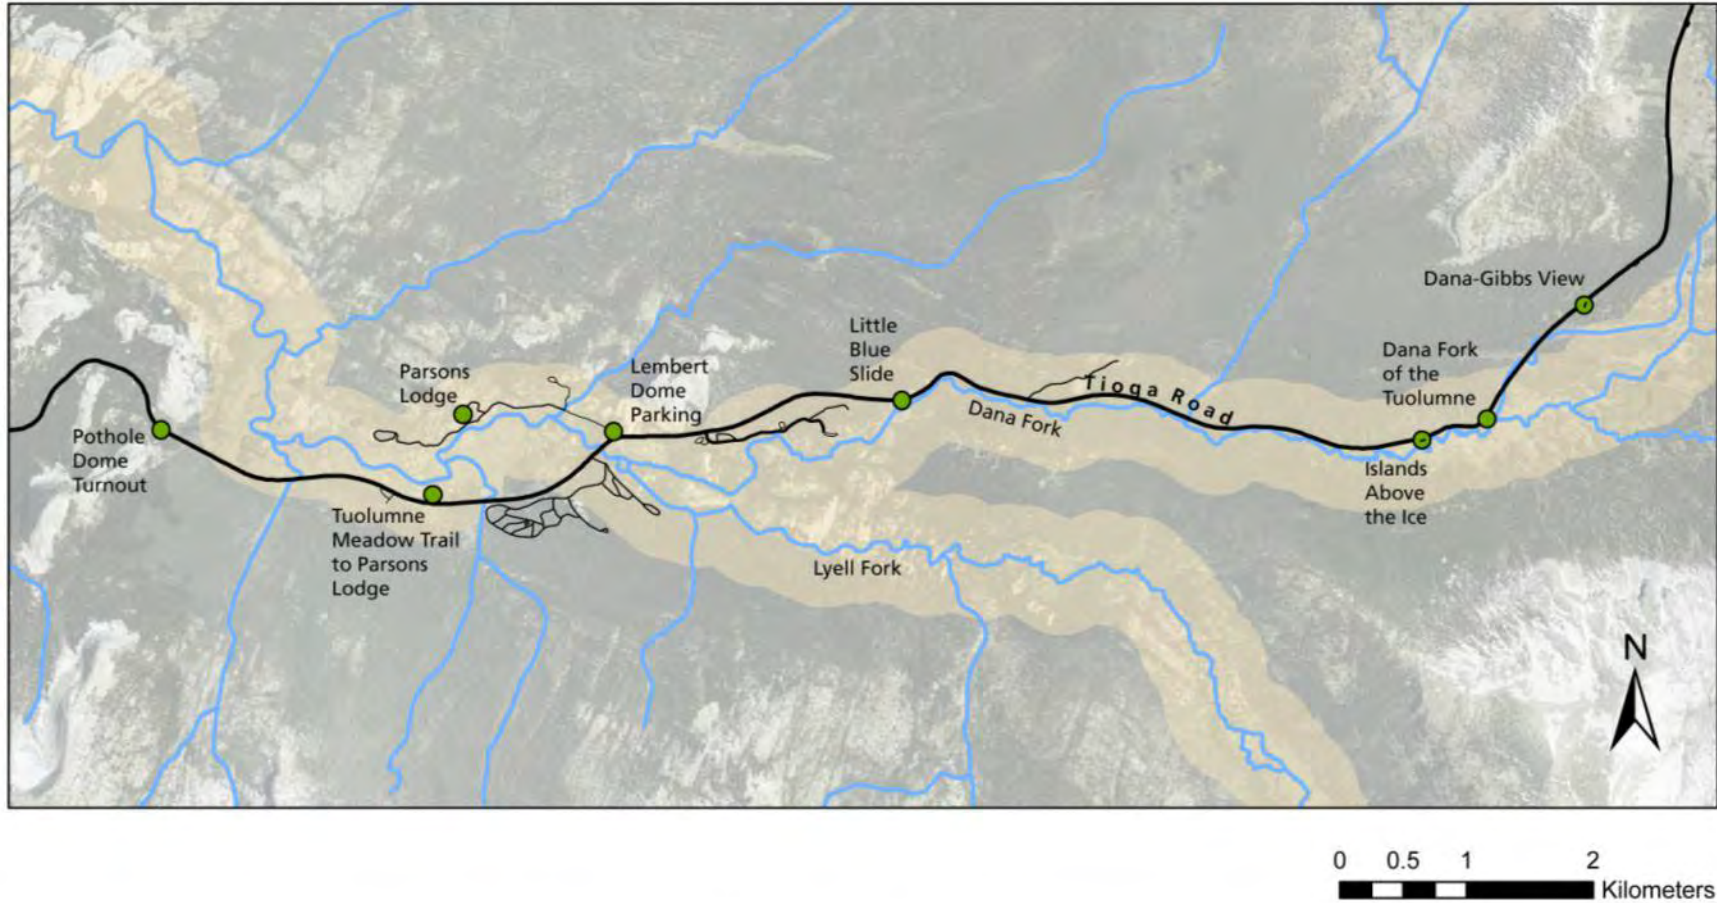 Dana-Gibbs View
Little
Blue
Slide
Dana Fork
of the
Tuolumne
Parsons
Lodge
Lembert
Dome
Parking
Tioga Road
Dana Fork
Pothole
Dome
Turnout
Islands
Above
the Ice
Tuolumne
Meadow Trail
to Parsons
Lodge
Lyell Fork
N
0 0.5 1 2
Kilometers